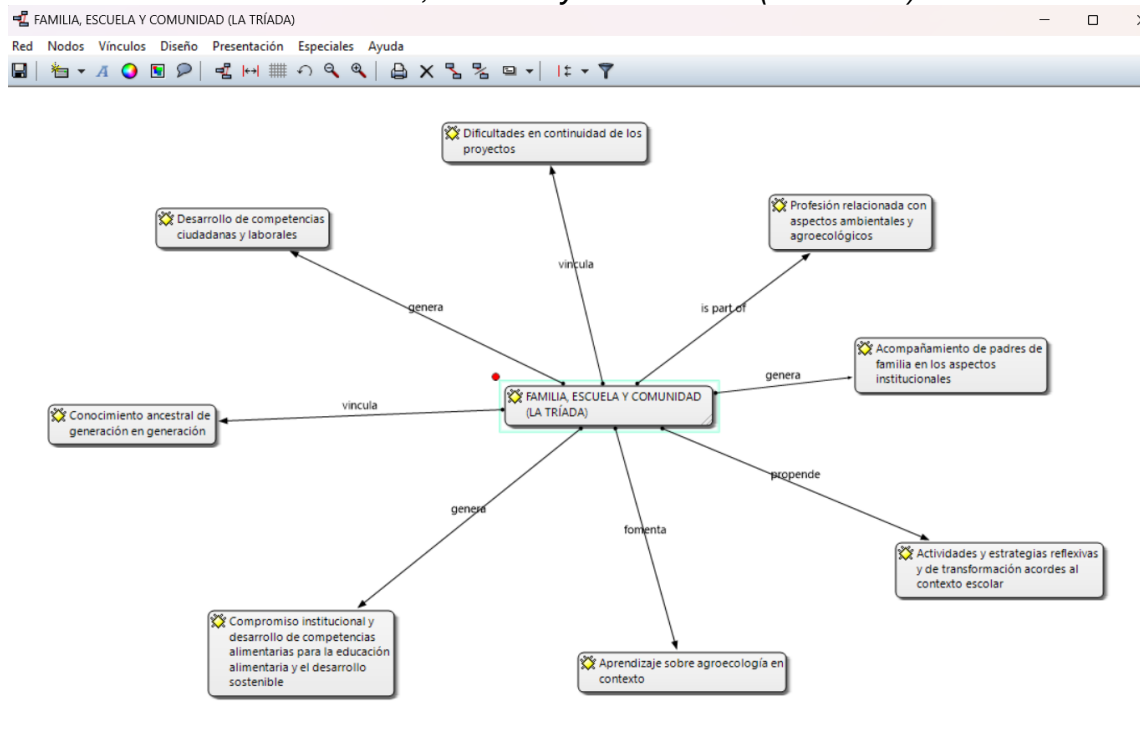 FAMILIA, ESCUELA Y COMUNIDAD (LA TRÍADA)
Red Nodos Vínculos Diseño Presentación Especiales Ayuda
Dificultades en continuidad de los
proyectos
Profesión relacionada con
aspectos ambientales y
agroecológicos
Desarrollo de competencias
ciudadanas y laborales
vincula
genera
is part of
Acompañamiento de padres de
familia en los aspectos
institucionales
genera
FAMILIA, ESCUELA Y COMUNIDAD
(LA TRÍADA)
vincula
Conocimiento ancestral de
generación en generación
propende
genera
fomenta
Actividades y estrategias reflexivas
y de transformación acordes al
contexto escolar
Compromiso institucional y
desarrollo de competencias
alimentarias para la educación
alimentaria y el desarrollo
sostenible
Aprendizaje sobre agroecología en
contexto